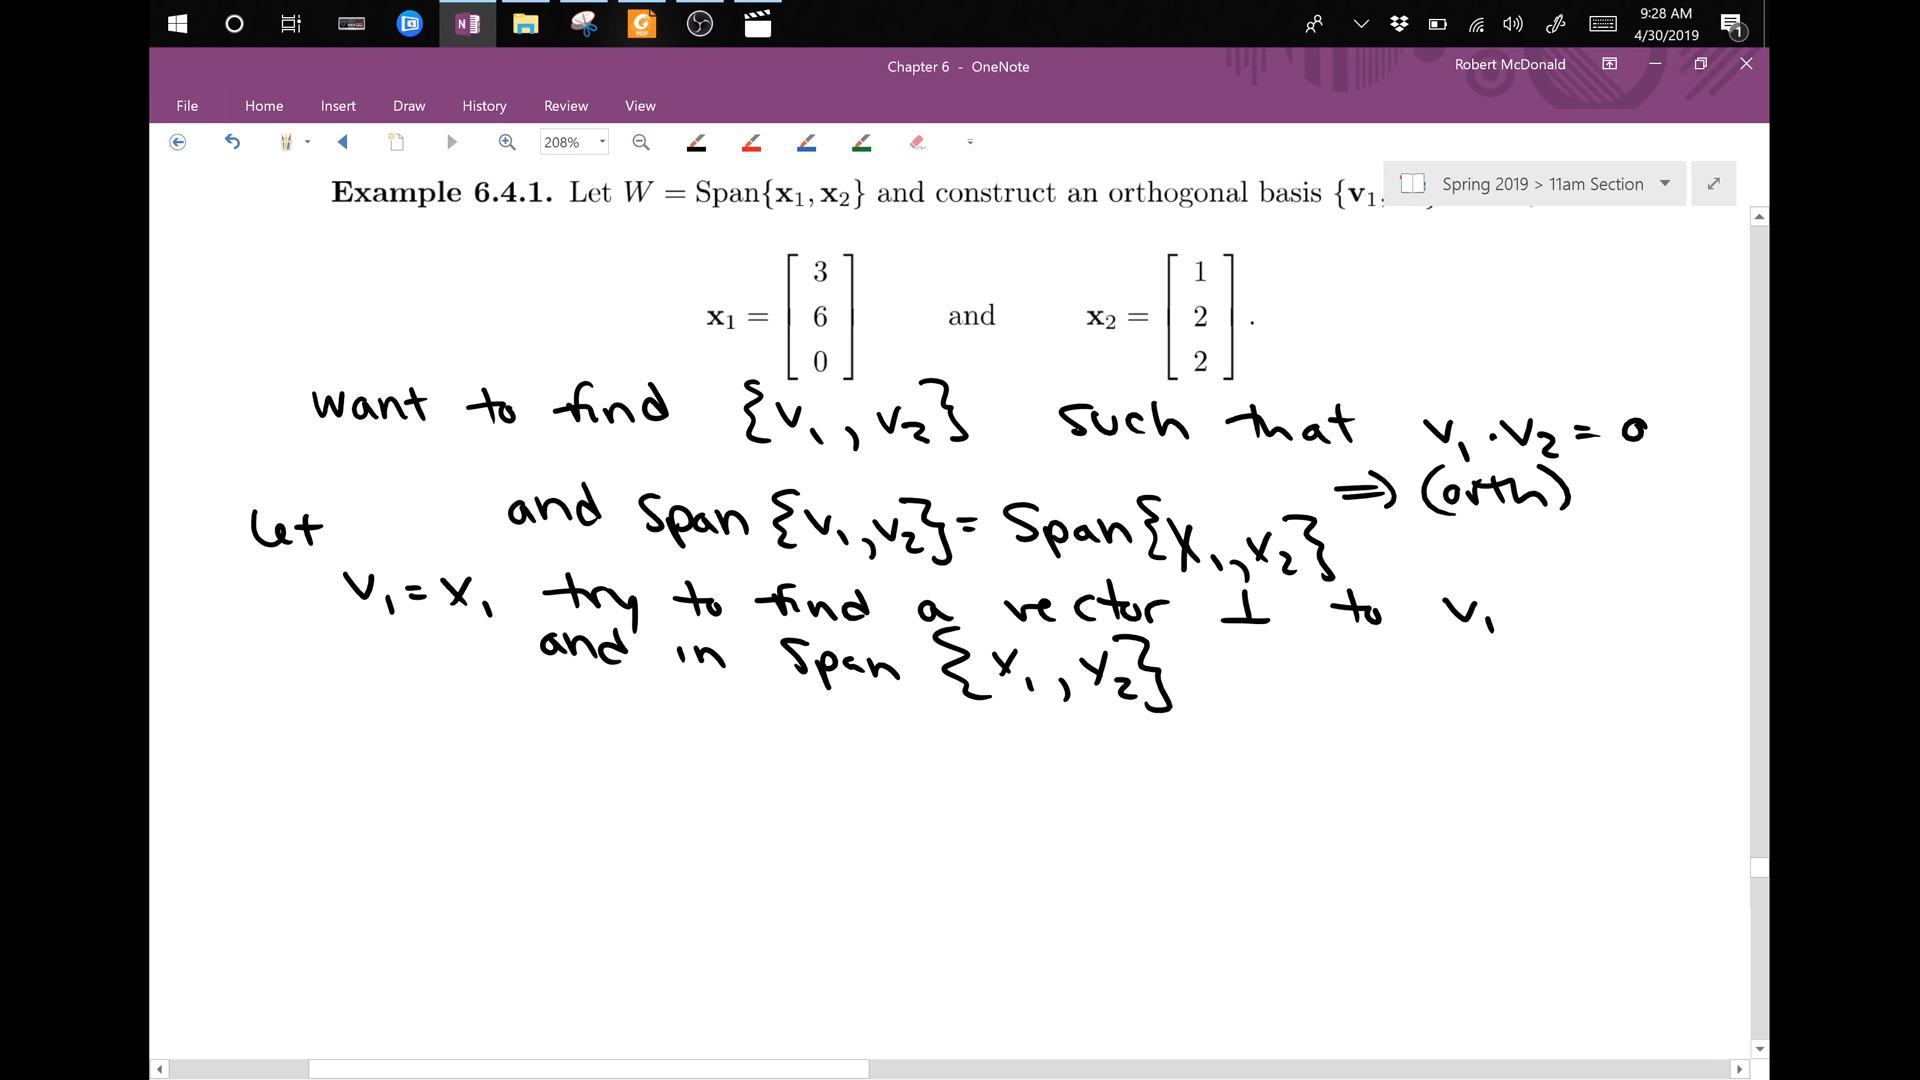 9:28 AM
4/30/2019
1
Chapter 6 - OneNote
Robert McDonald
File Home Insert Draw History Review View
208%
Spring 2019 > 11am Section
Example 6.4.1. Let W = Span{x₁, x₂} and construct an orthogonal basis {v₁,
x₁ = [3 6 0] and x₂ = [1 2 2].
want to find {v₁, v₂} such that v₁·v₂ = 0
⇒ (orth)
and Span {v₁, v₂} = Span {x₁, x₂}
Let
v₁ = x₁ try to find a vector ⊥ to v₁
and in Span {x₁, x₂}